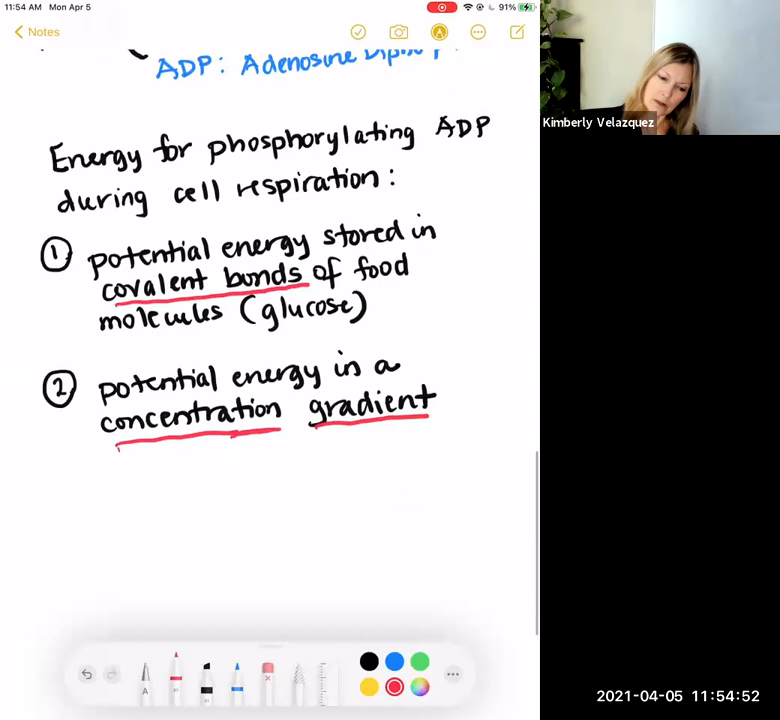 11:54 AM Mon Apr 5
91%
Notes
ADP: Adenosine
Energy for phosphorylating ADP
during cell respiration:
① potential energy stored in
covalent bonds of food
molecules (glucose)
② potential energy in a
concentration gradient
Kimberly Velazquez
2021-04-05 11:54:52